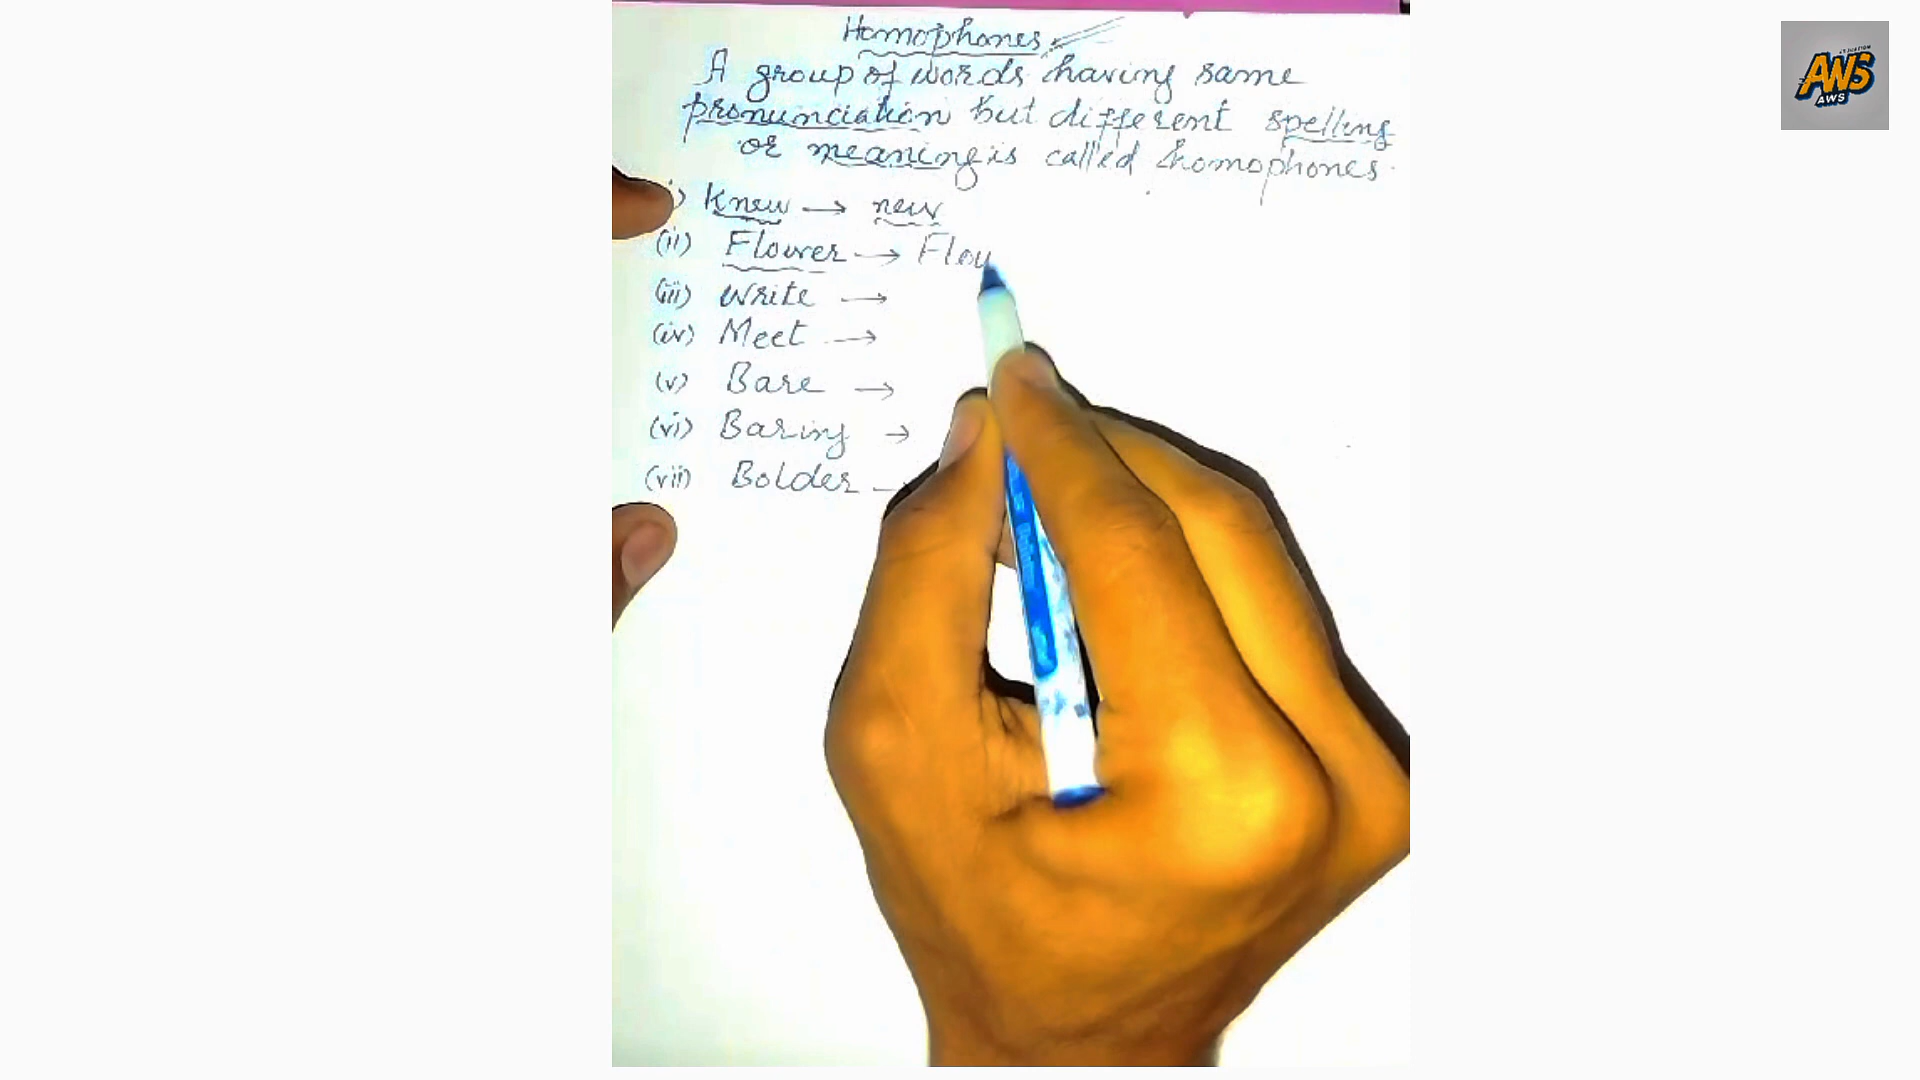 Homophones
A group of words having same
pronunciation but different spelling
or meaning is called homophones.
i) Knew → new
(ii) Flower → Flou
(iii) Write →
(iv) Meet →
(v) Bare →
(vi) Baring →
(vii) Bolder →
AWS
AWS